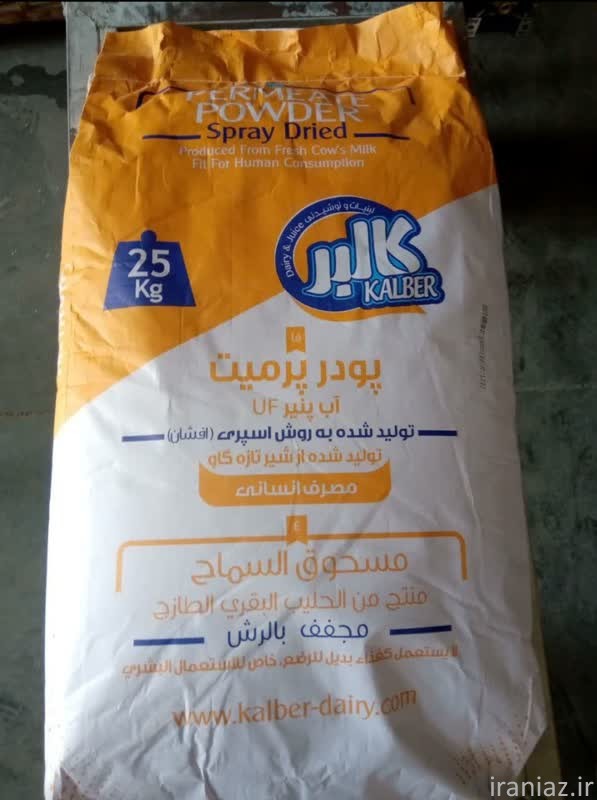 PERMEATE
POWDER
Spray Dried
Produced From Fresh Cow's Milk
Fit For Human Consumption
25
Kg
لبنیات و نوشیدنی
Dairy & Juice
کالبر
KALBER
fa
پودر پرمیت
آب پنیر UF
تولید شده به روش اسپری (افشان)
تولید شده از شیر تازه گاو
مصرف انسانی
ع
مسحوق السماح
منتج من الحليب البقري الطازج
مجفف بالرش
لا يستعمل كغذاء بديل للرضع، خاص للاستعمال البشري
www.kalber-dairy.com
iraniaz.ir